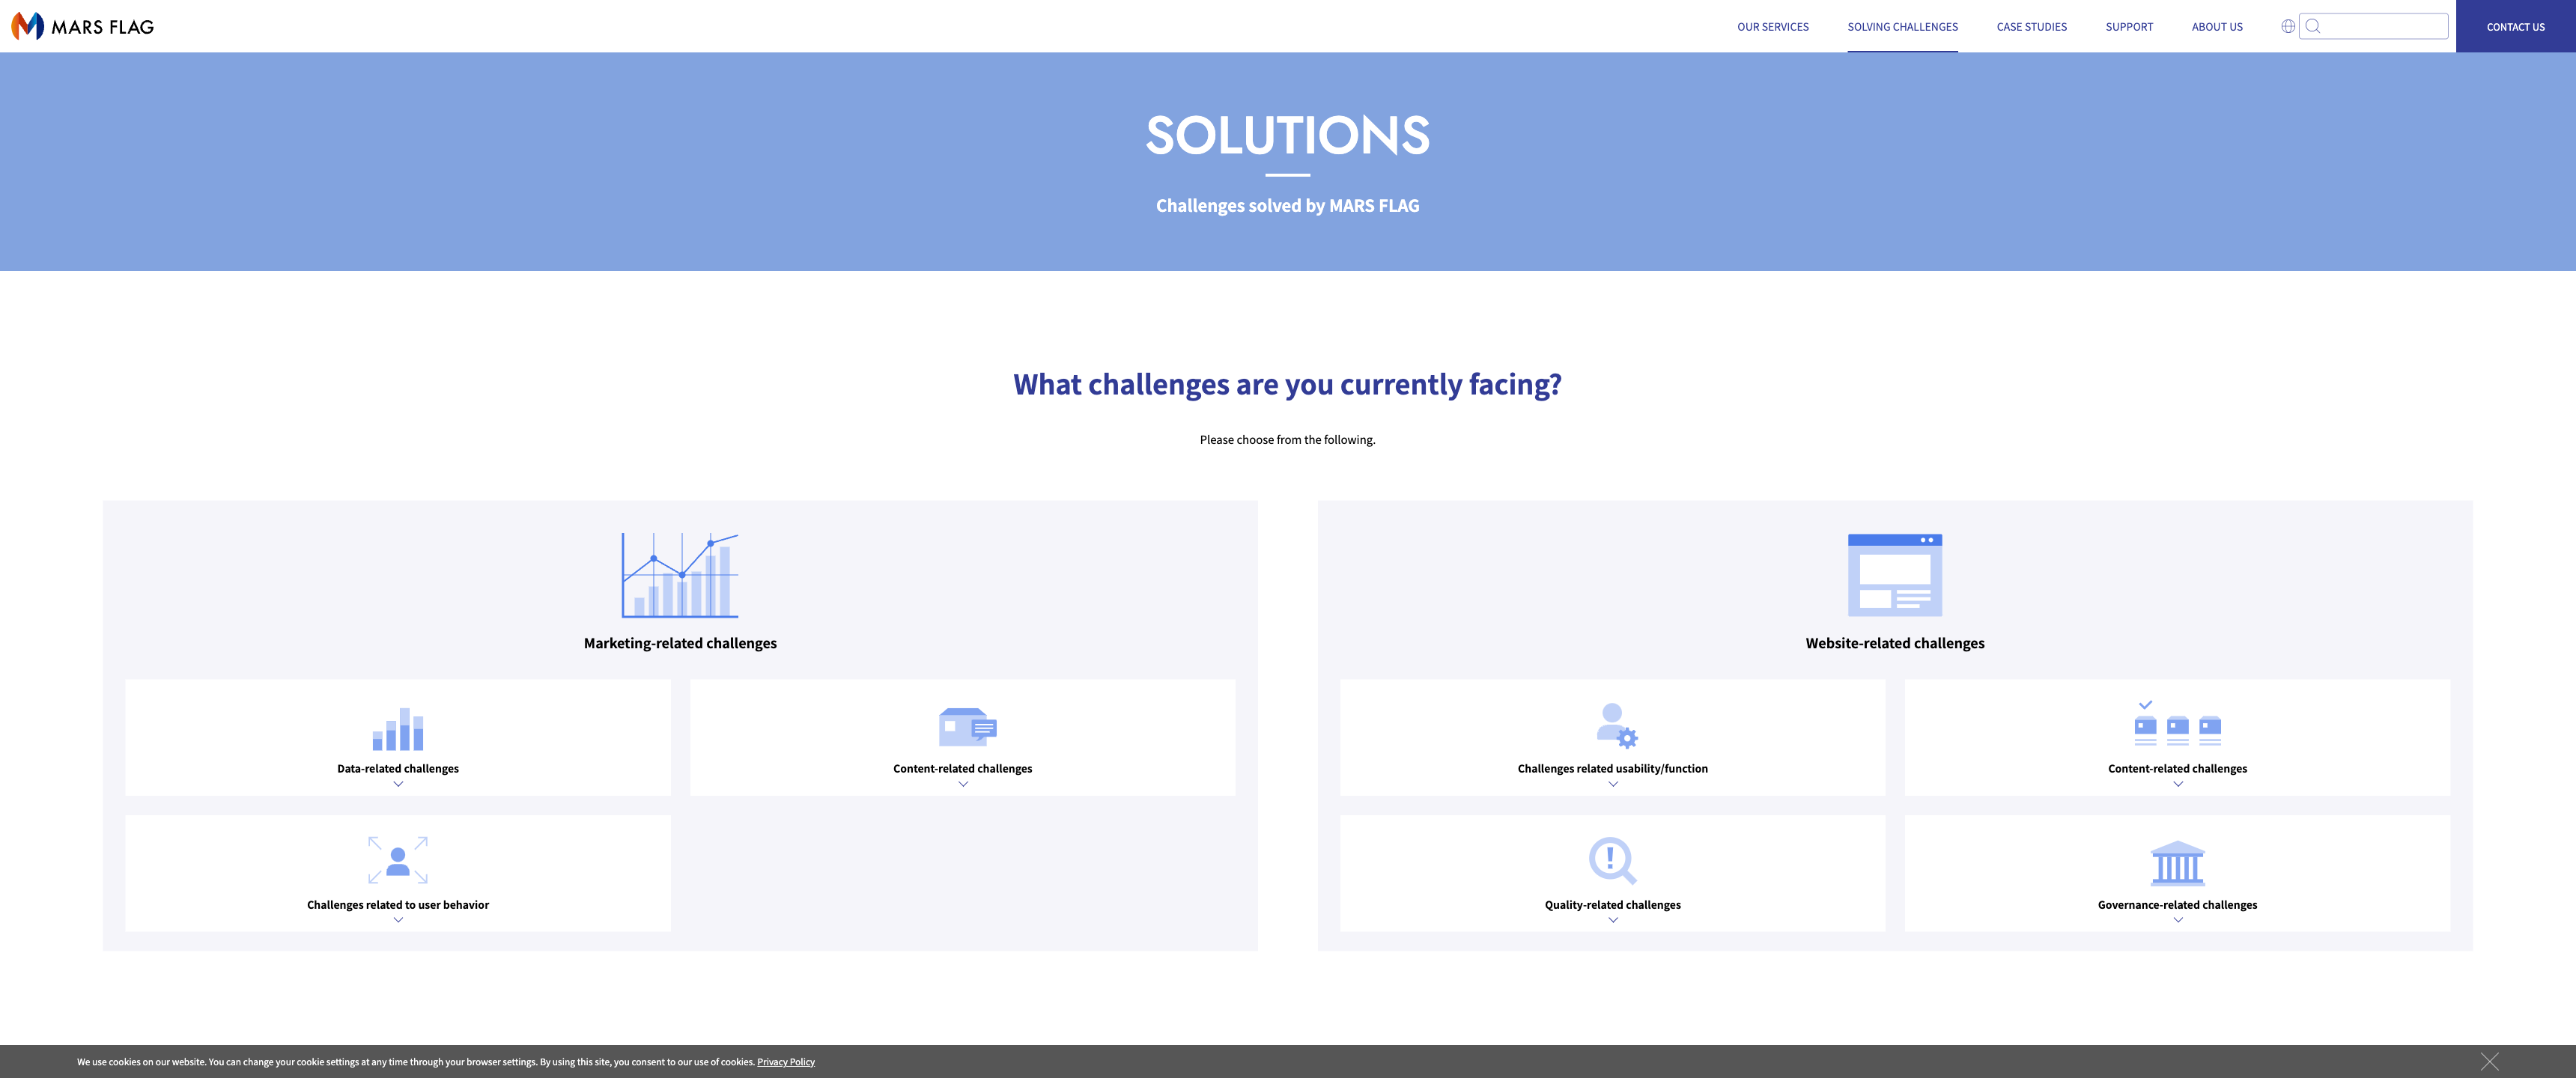 MARS FLAG
OUR SERVICES
SOLVING CHALLENGES
CASE STUDIES
SUPPORT
ABOUT US
CONTACT US
SOLUTIONS
Challenges solved by MARS FLAG
What challenges are you currently facing?
Please choose from the following.
Marketing-related challenges
Data-related challenges
Content-related challenges
Challenges related to user behavior
Website-related challenges
Challenges related usability/function
Content-related challenges
Quality-related challenges
Governance-related challenges
We use cookies on our website. You can change your cookie settings at any time through your browser settings. By using this site, you consent to our use of cookies. Privacy Policy